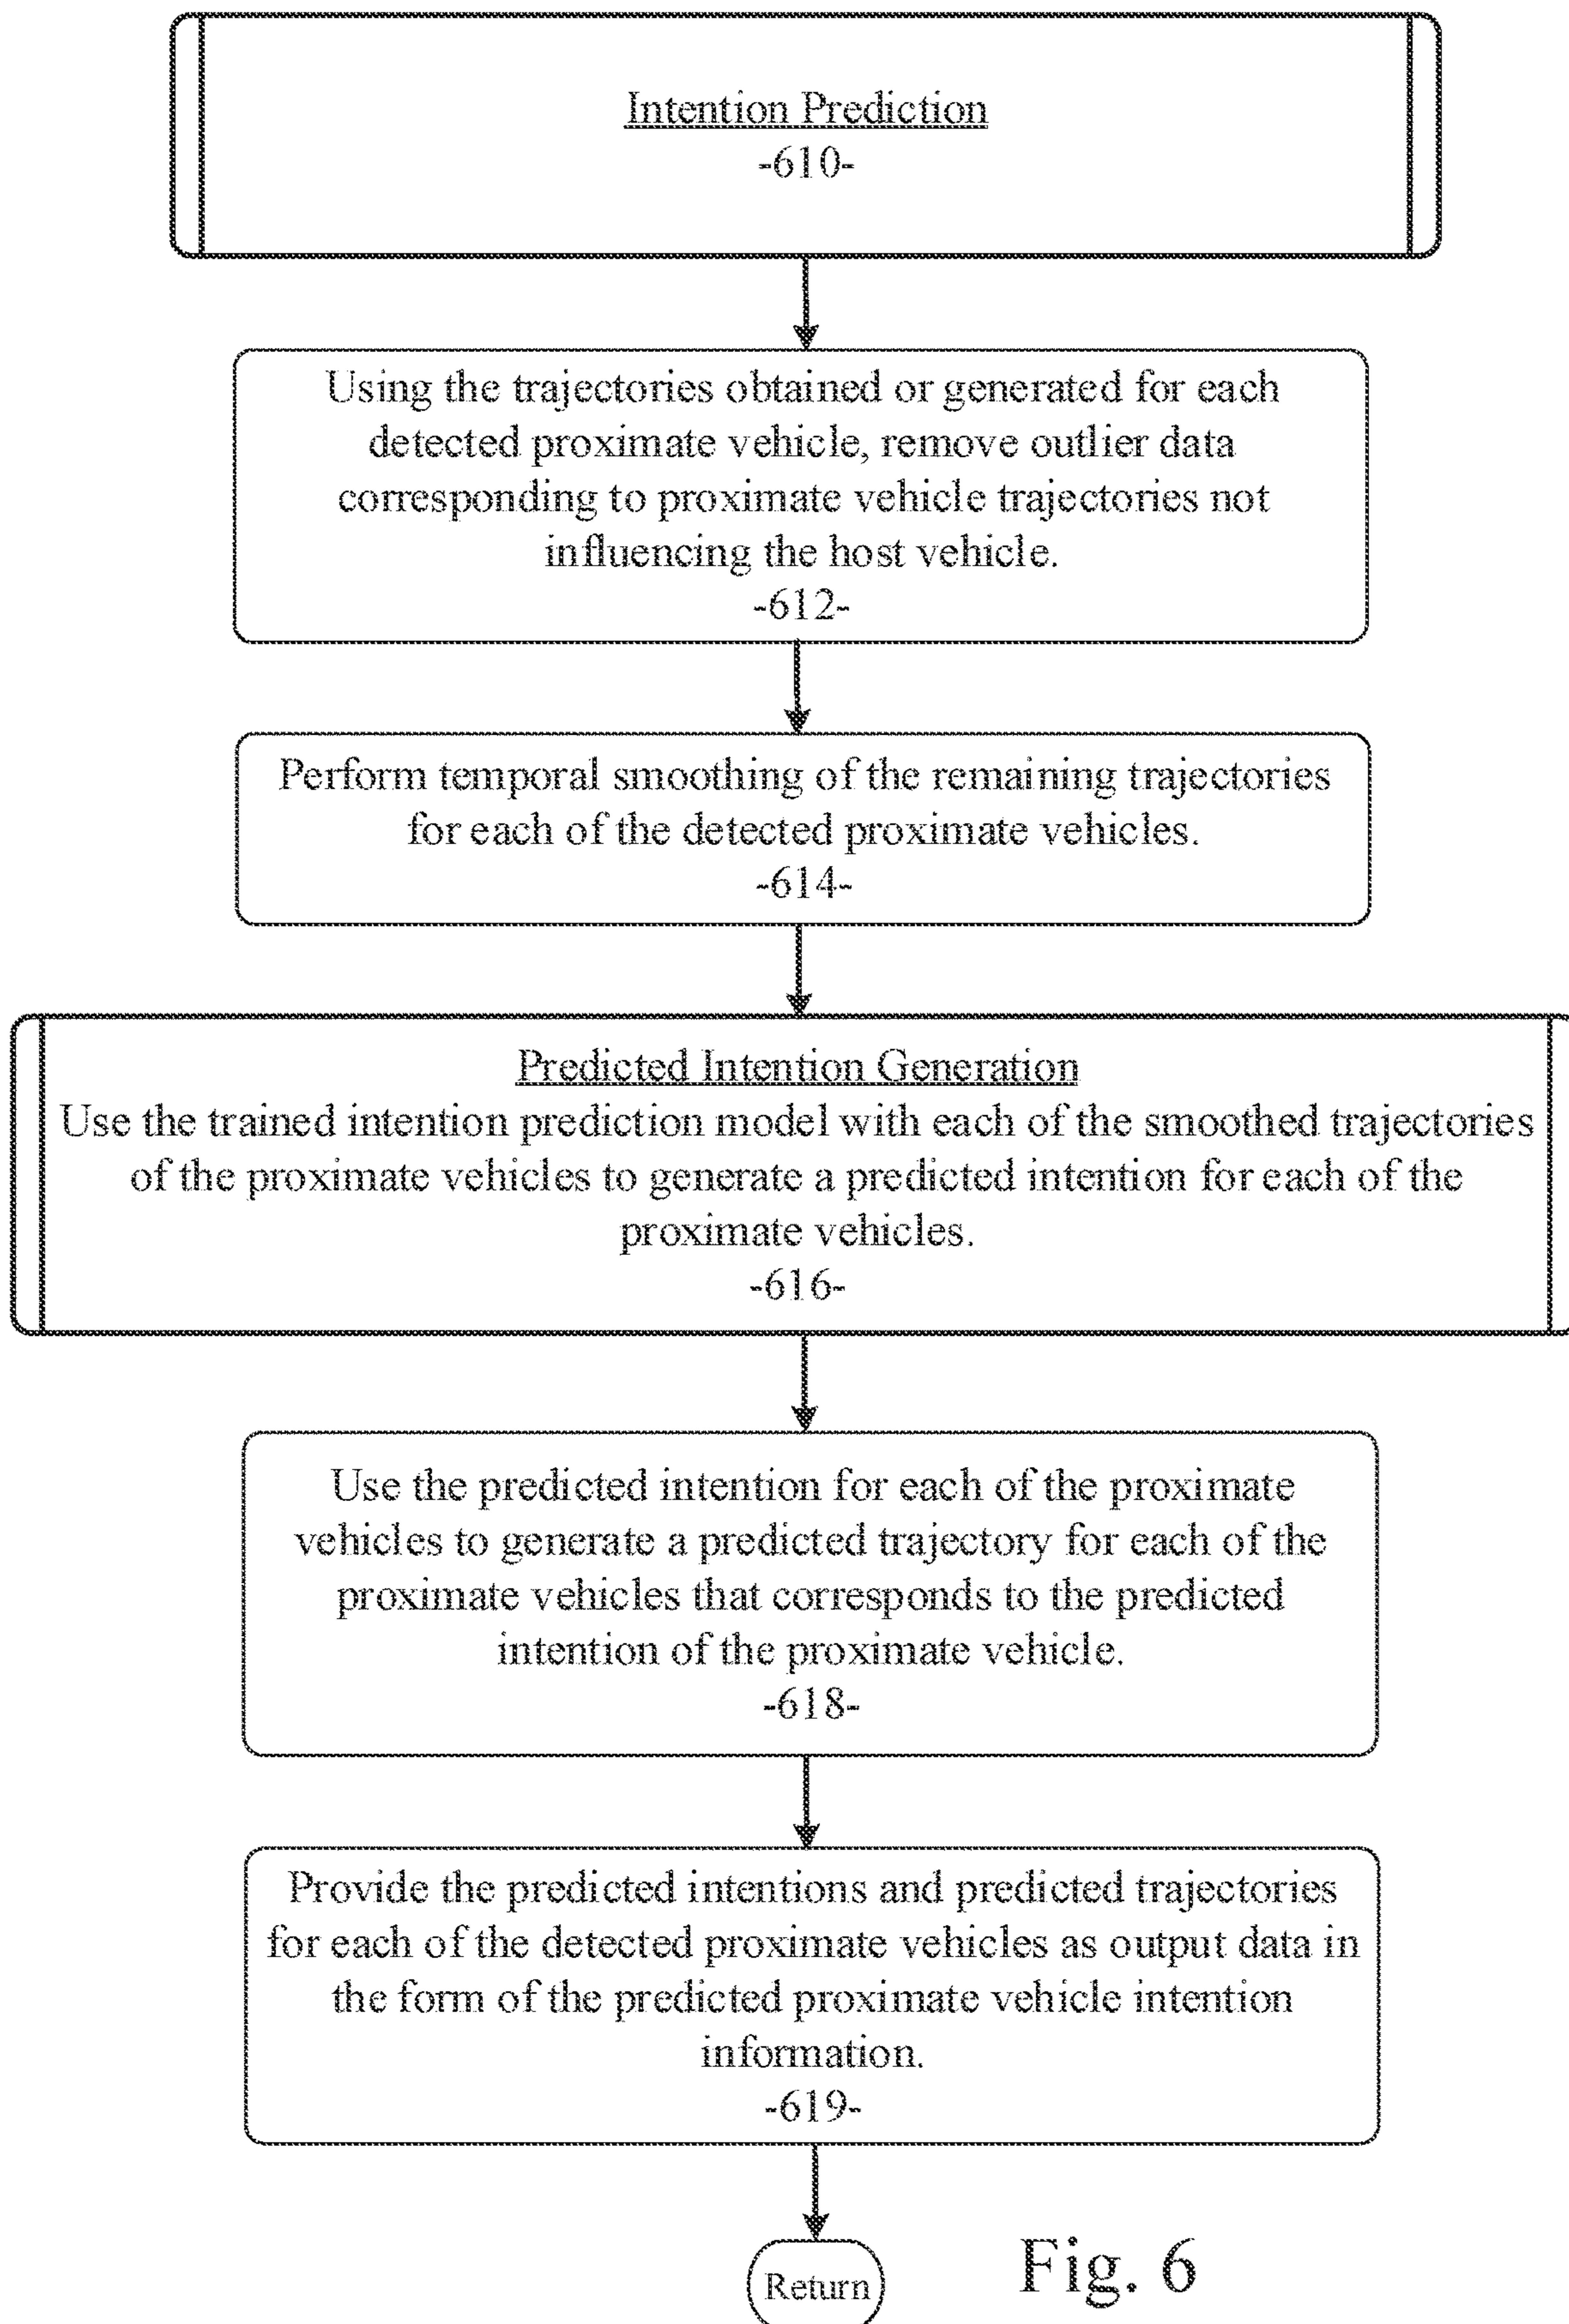 Intention Prediction
-610-
Using the trajectories obtained or generated for each
detected proximate vehicle, remove outlier data
corresponding to proximate vehicle trajectories not
influencing the host vehicle.
-612-
Perform temporal smoothing of the remaining trajectories
for each of the detected proximate vehicles.
-614-
Predicted Intention Generation
Use the trained intention prediction model with each of the smoothed trajectories
of the proximate vehicles to generate a predicted intention for each of the
proximate vehicles.
-616-
Use the predicted intention for each of the proximate
vehicles to generate a predicted trajectory for each of the
proximate vehicles that corresponds to the predicted
intention of the proximate vehicle.
-618-
Provide the predicted intentions and predicted trajectories
for each of the detected proximate vehicles as output data in
the form of the predicted proximate vehicle intention
information.
-619-
Return
Fig. 6